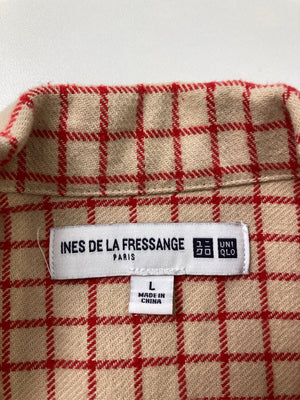 INES DE LA FRESSANGE
PARIS
ユニ
クロ
UNI
QLO
L
MADE IN
CHINA